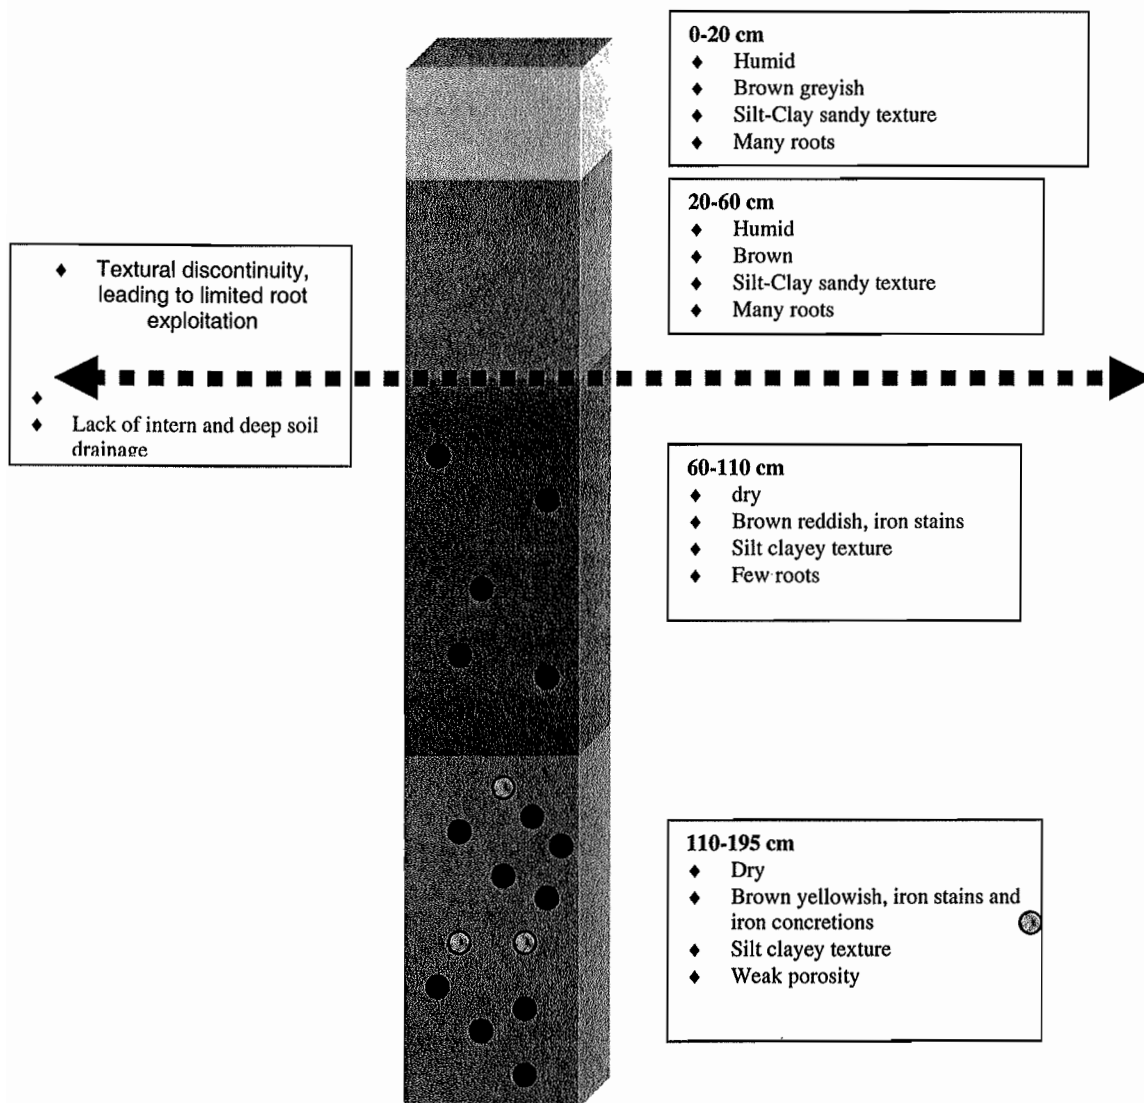 0-20 cm
♦ Humid
♦ Brown greyish
♦ Silt-Clay sandy texture
♦ Many roots
20-60 cm
♦ Humid
♦ Brown
♦ Silt-Clay sandy texture
♦ Many roots
♦ Textural discontinuity,
leading to limited root
exploitation
♦
♦ Lack of intern and deep soil
drainage
60-110 cm
♦ dry
♦ Brown reddish, iron stains
♦ Silt clayey texture
♦ Few roots
110-195 cm
♦ Dry
♦ Brown yellowish, iron stains and
iron concretions
♦ Silt clayey texture
♦ Weak porosity